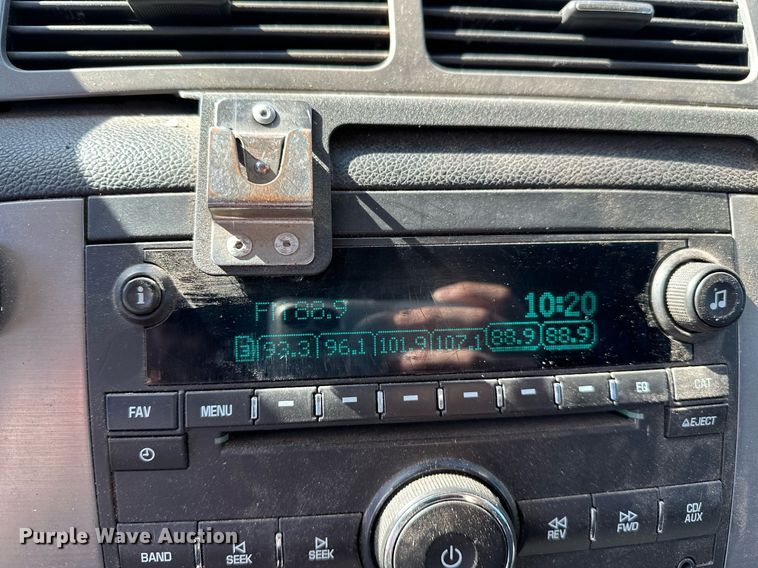 i
FM 88.9
10:20
3 93.3 96.1 101.9 107.1 88.9 88.9
FAV
MENU
EQ
CAT
EJECT
BAND
SEEK
SEEK
REV
FWD
CD/
AUX
Purple Wave Auction